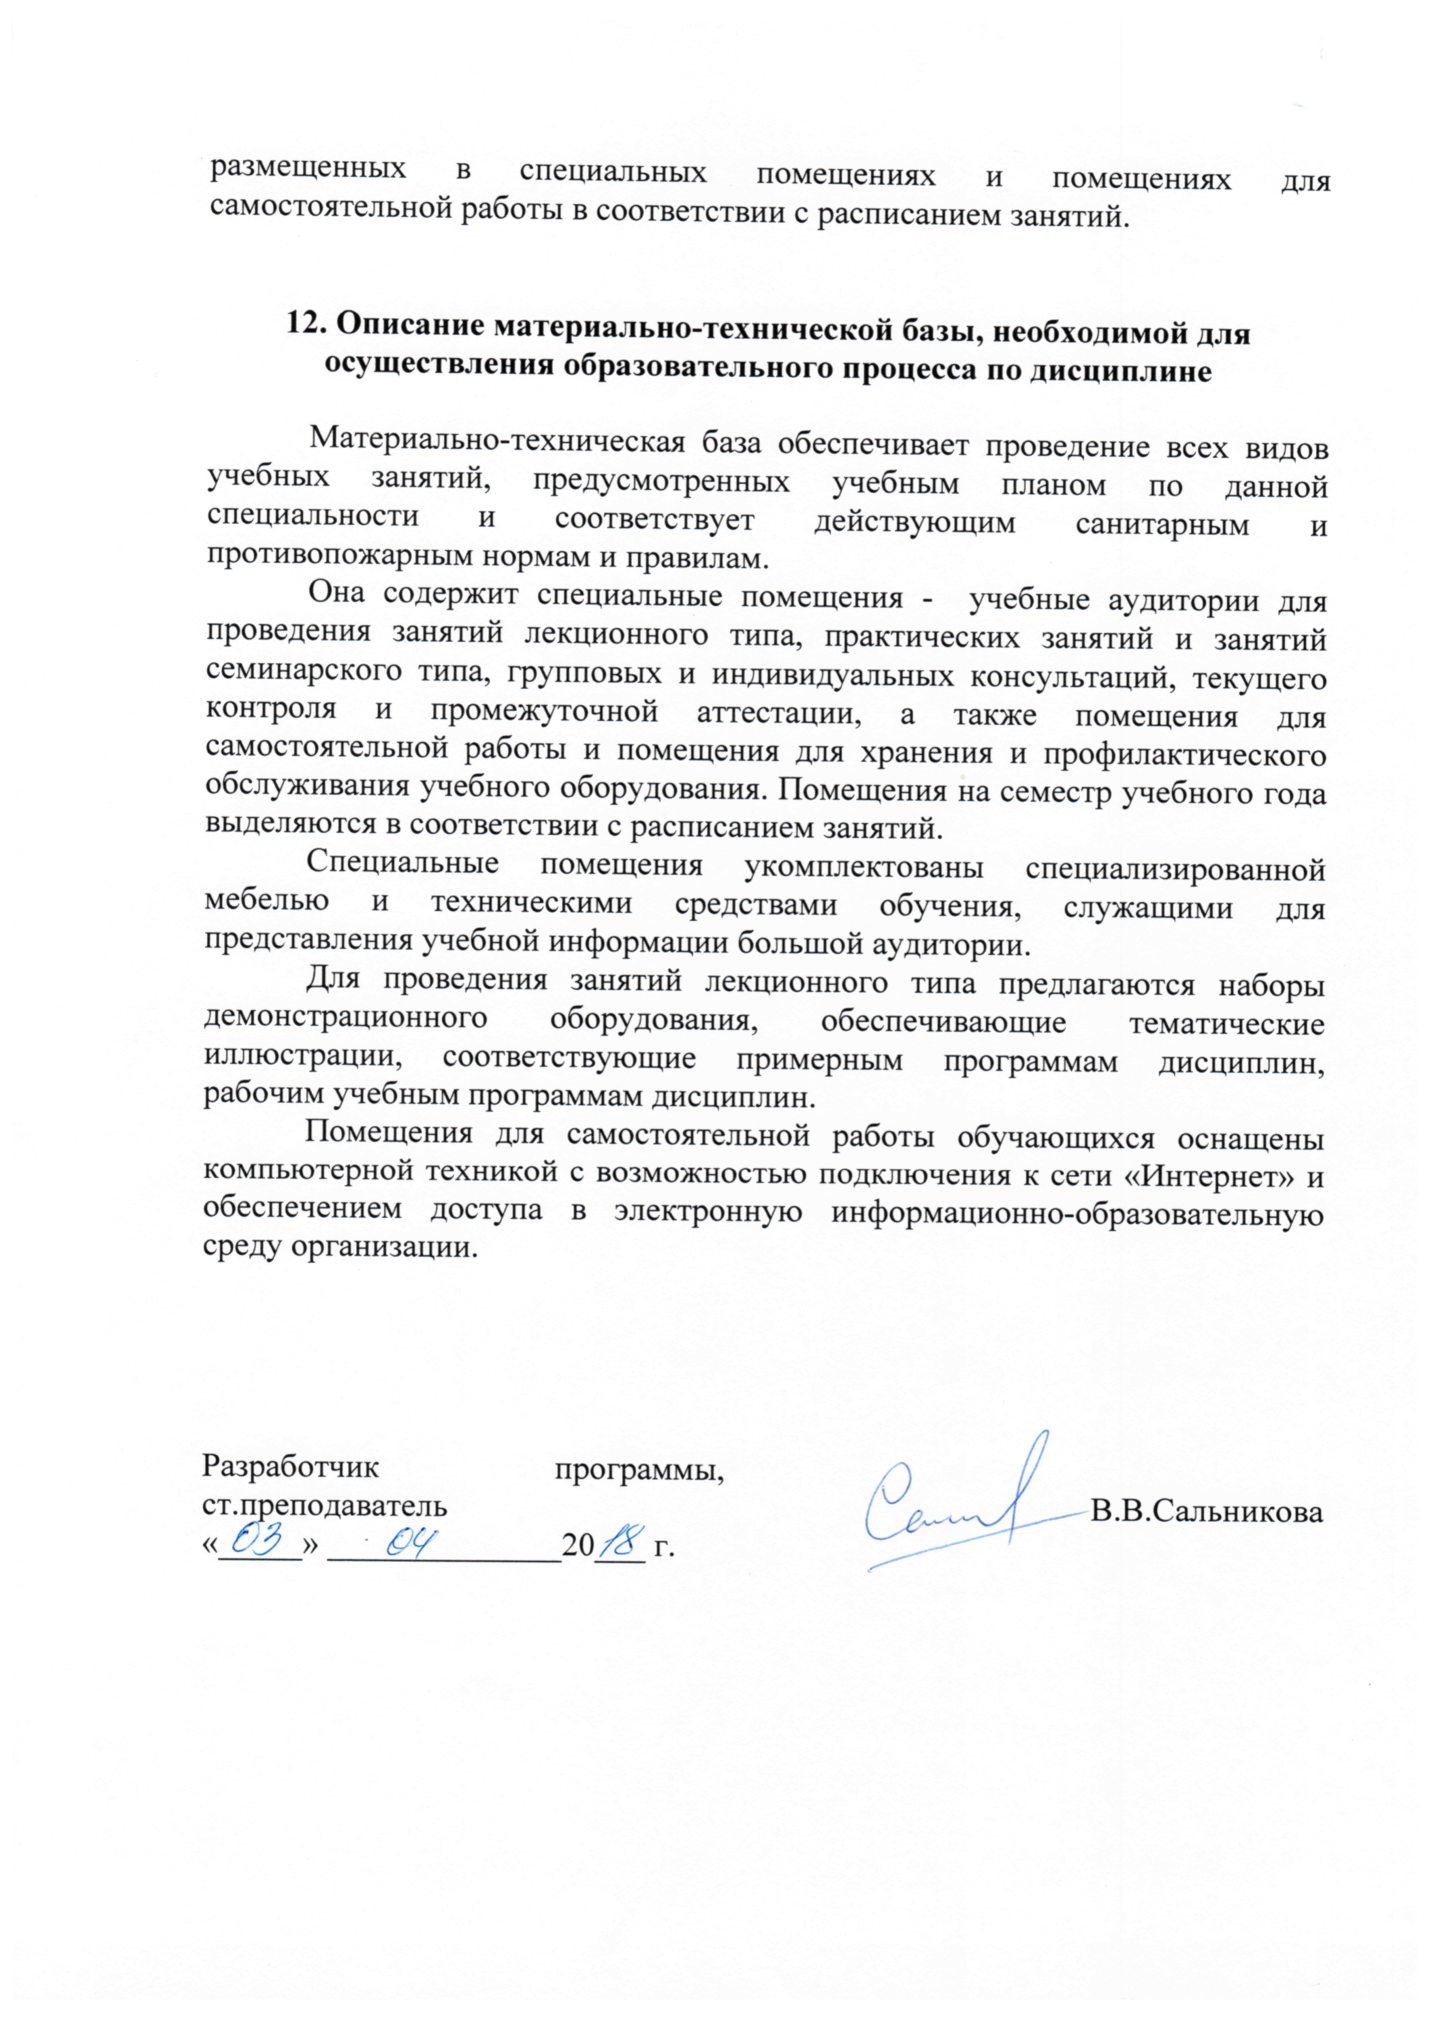 размещенных в специальных помещениях и помещениях для
самостоятельной работы в соответствии с расписанием занятий.
12. Описание материально-технической базы, необходимой для
осуществления образовательного процесса по дисциплине
Материально-техническая база обеспечивает проведение всех видов
учебных занятий, предусмотренных учебным планом по данной
специальности и соответствует действующим санитарным и
противопожарным нормам и правилам.
Она содержит специальные помещения - учебные аудитории для
проведения занятий лекционного типа, практических занятий и занятий
семинарского типа, групповых и индивидуальных консультаций, текущего
контроля и промежуточной аттестации, а также помещения для
самостоятельной работы и помещения для хранения и профилактического
обслуживания учебного оборудования. Помещения на семестр учебного года
выделяются в соответствии с расписанием занятий.
Специальные помещения укомплектованы специализированной
мебелью и техническими средствами обучения, служащими для
представления учебной информации большой аудитории.
Для проведения занятий лекционного типа предлагаются наборы
демонстрационного оборудования, обеспечивающие тематические
иллюстрации, соответствующие примерным программам дисциплин,
рабочим учебным программам дисциплин.
Помещения для самостоятельной работы обучающихся оснащены
компьютерной техникой с возможностью подключения к сети «Интернет» и
обеспечением доступа в электронную информационно-образовательную
среду организации.
Разработчик программы,
ст.преподаватель В.В.Сальникова
«03» 04 2018 г.